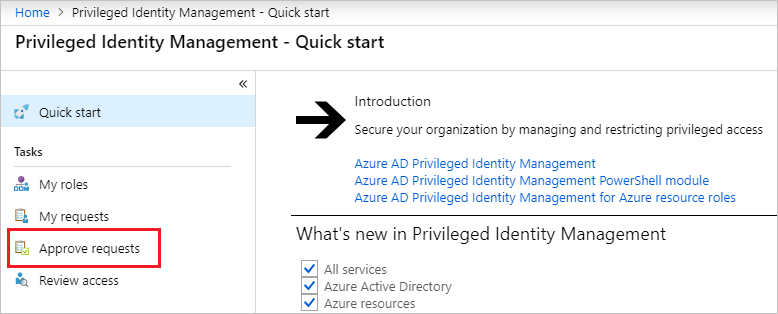 Home > Privileged Identity Management - Quick start
Privileged Identity Management - Quick start
«
Quick start
Tasks
My roles
My requests
Approve requests
Review access
Introduction
Secure your organization by managing and restricting privileged access
Azure AD Privileged Identity Management
Azure AD Privileged Identity Management PowerShell module
Azure AD Privileged Identity Management for Azure resource roles
What's new in Privileged Identity Management
All services
Azure Active Directory
Azure resources